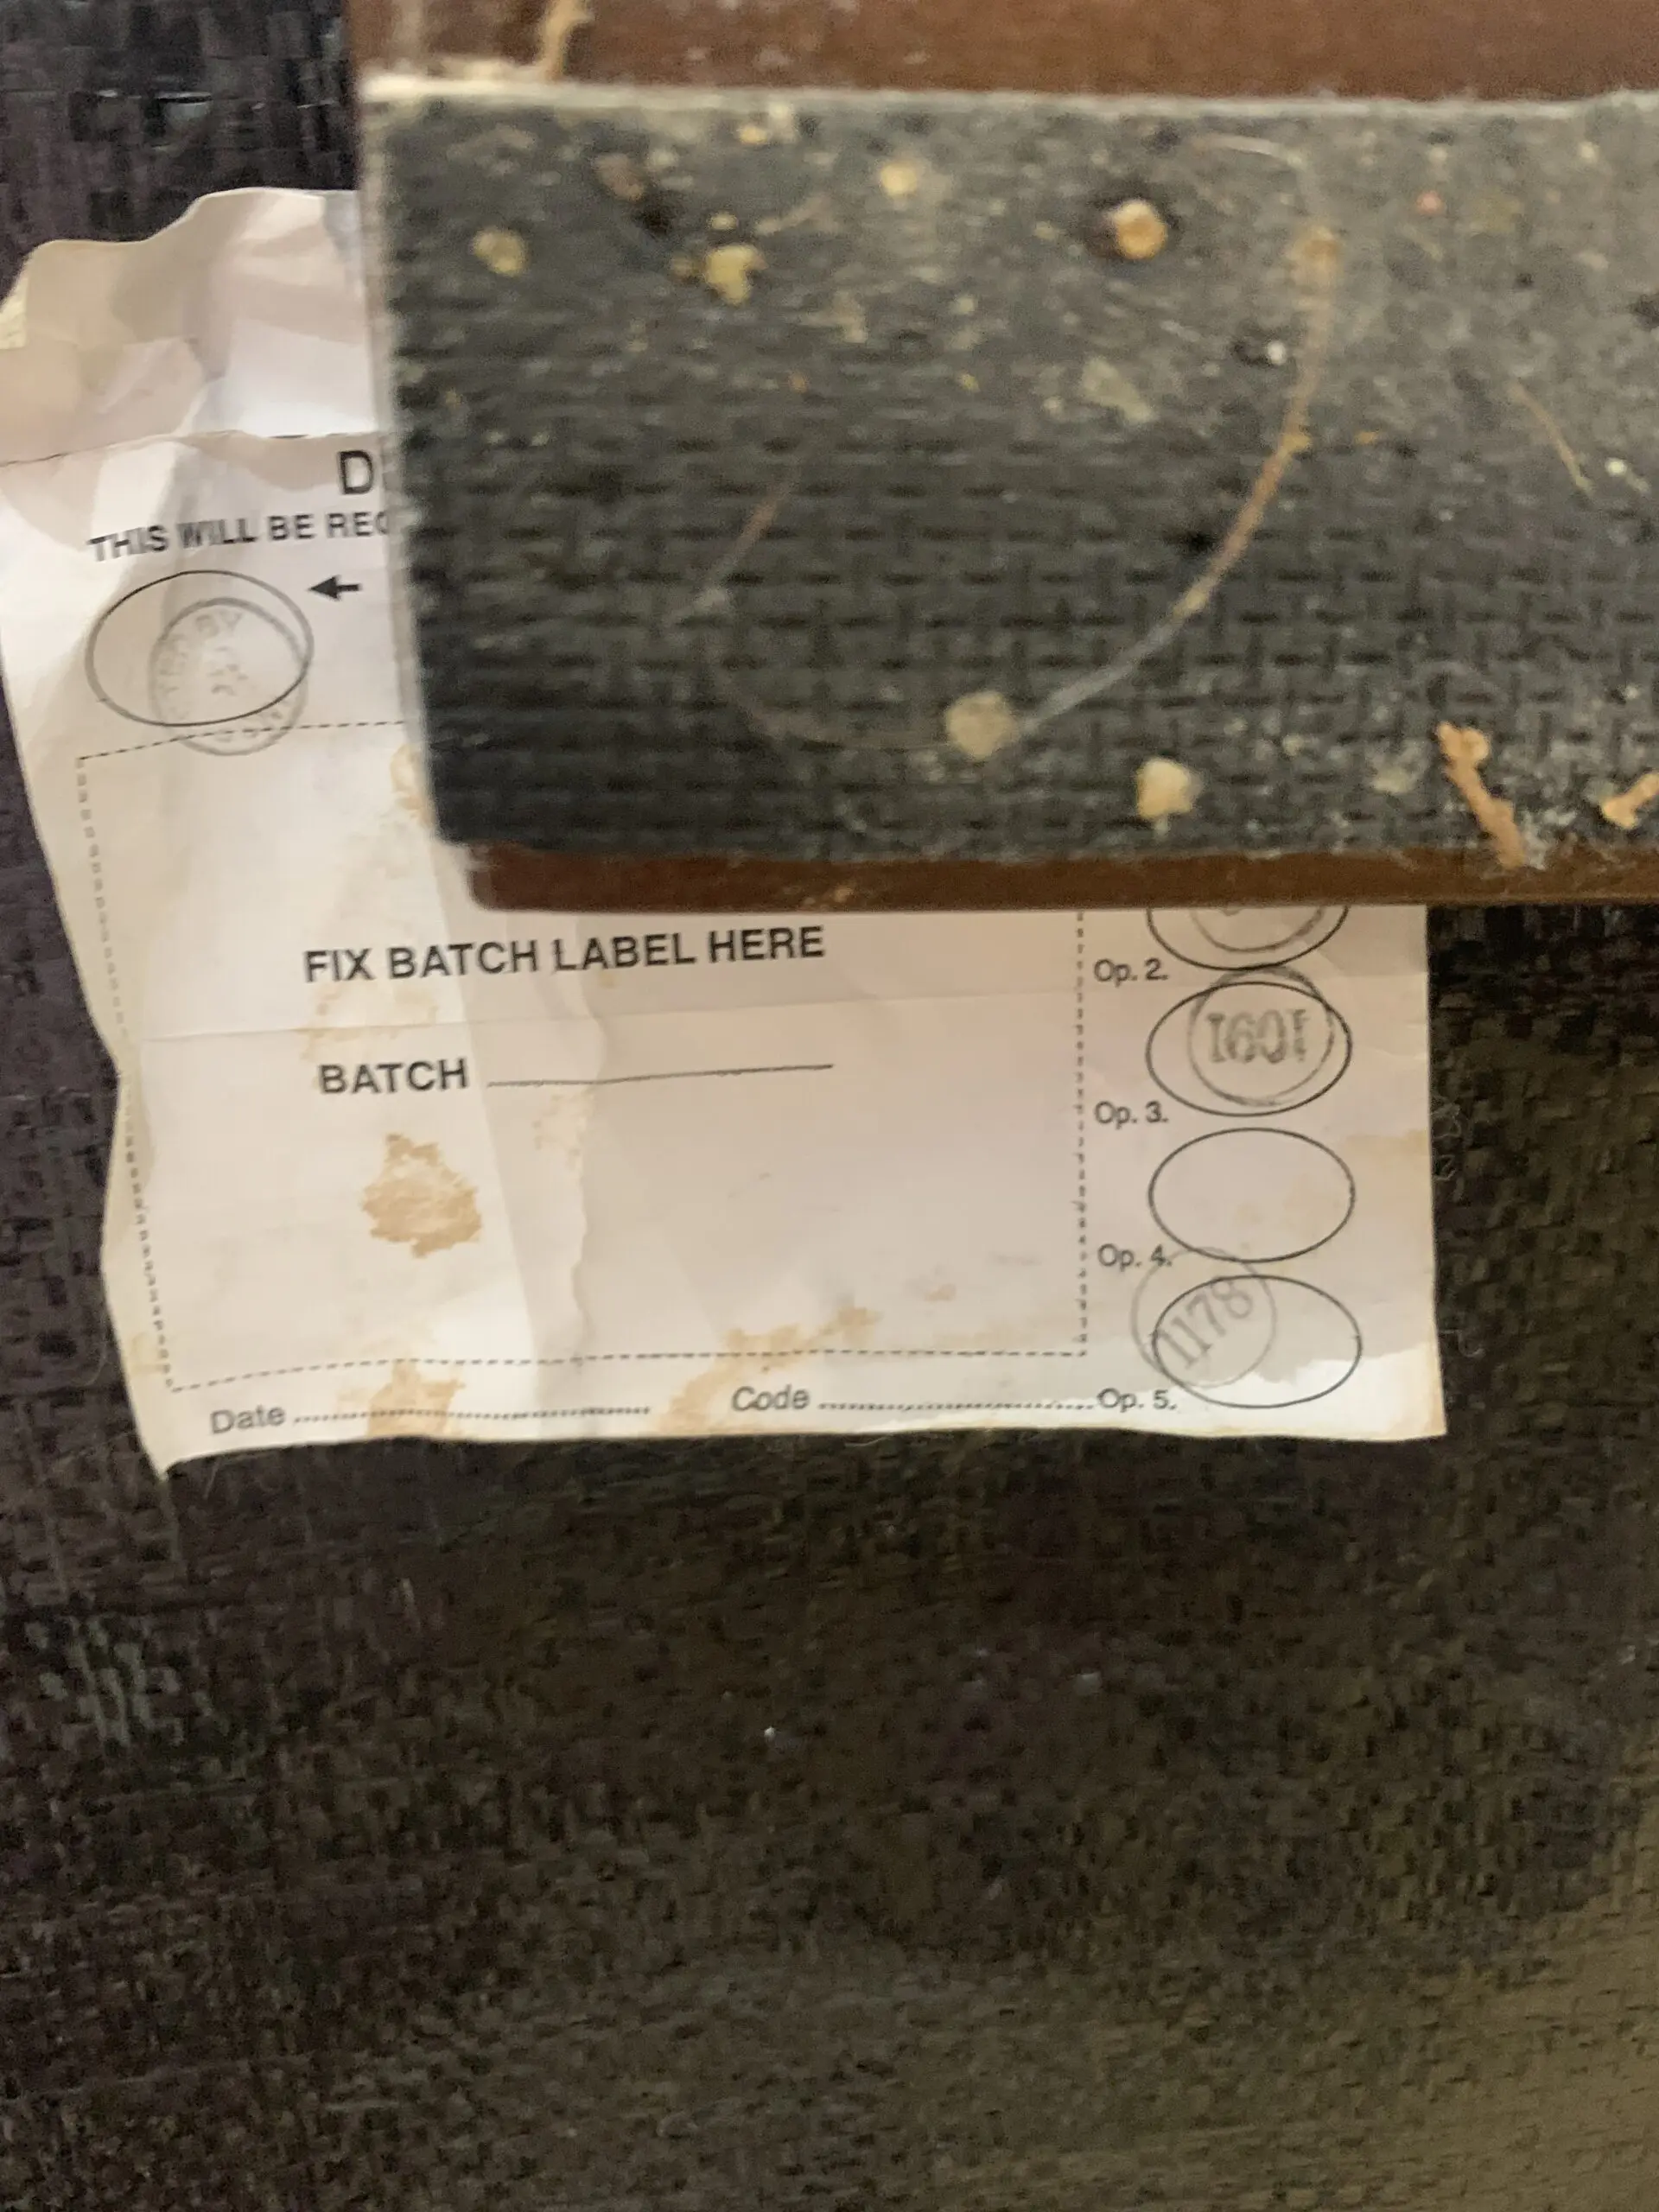 D
THIS WILL BE REC
FIX BATCH LABEL HERE
BATCH
Op. 2.
1091
Op. 3.
Op. 4.
1178
Date
Code
Op. 5.